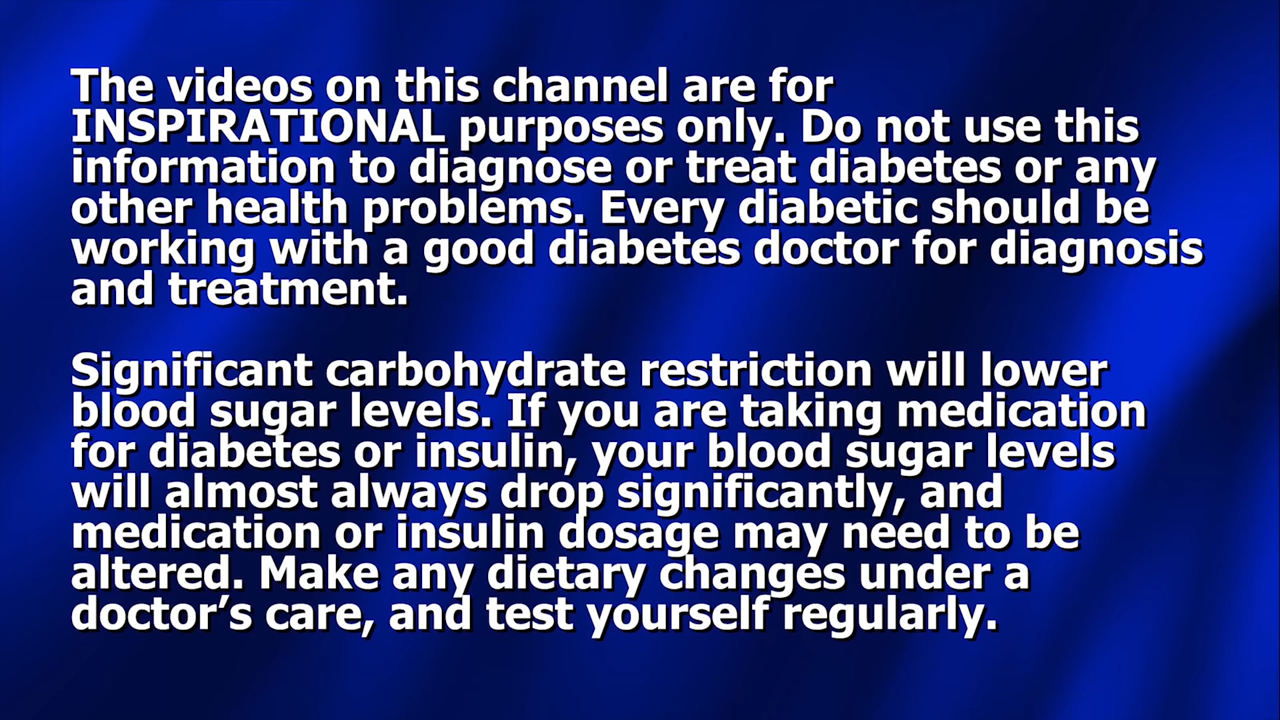 The videos on this channel are for
INSPIRATIONAL purposes only. Do not use this
information to diagnose or treat diabetes or any
other health problems. Every diabetic should be
working with a good diabetes doctor for diagnosis
and treatment.
Significant carbohydrate restriction will lower
blood sugar levels. If you are taking medication
for diabetes or insulin, your blood sugar levels
will almost always drop significantly, and
medication or insulin dosage may need to be
altered. Make any dietary changes under a
doctor’s care, and test yourself regularly.